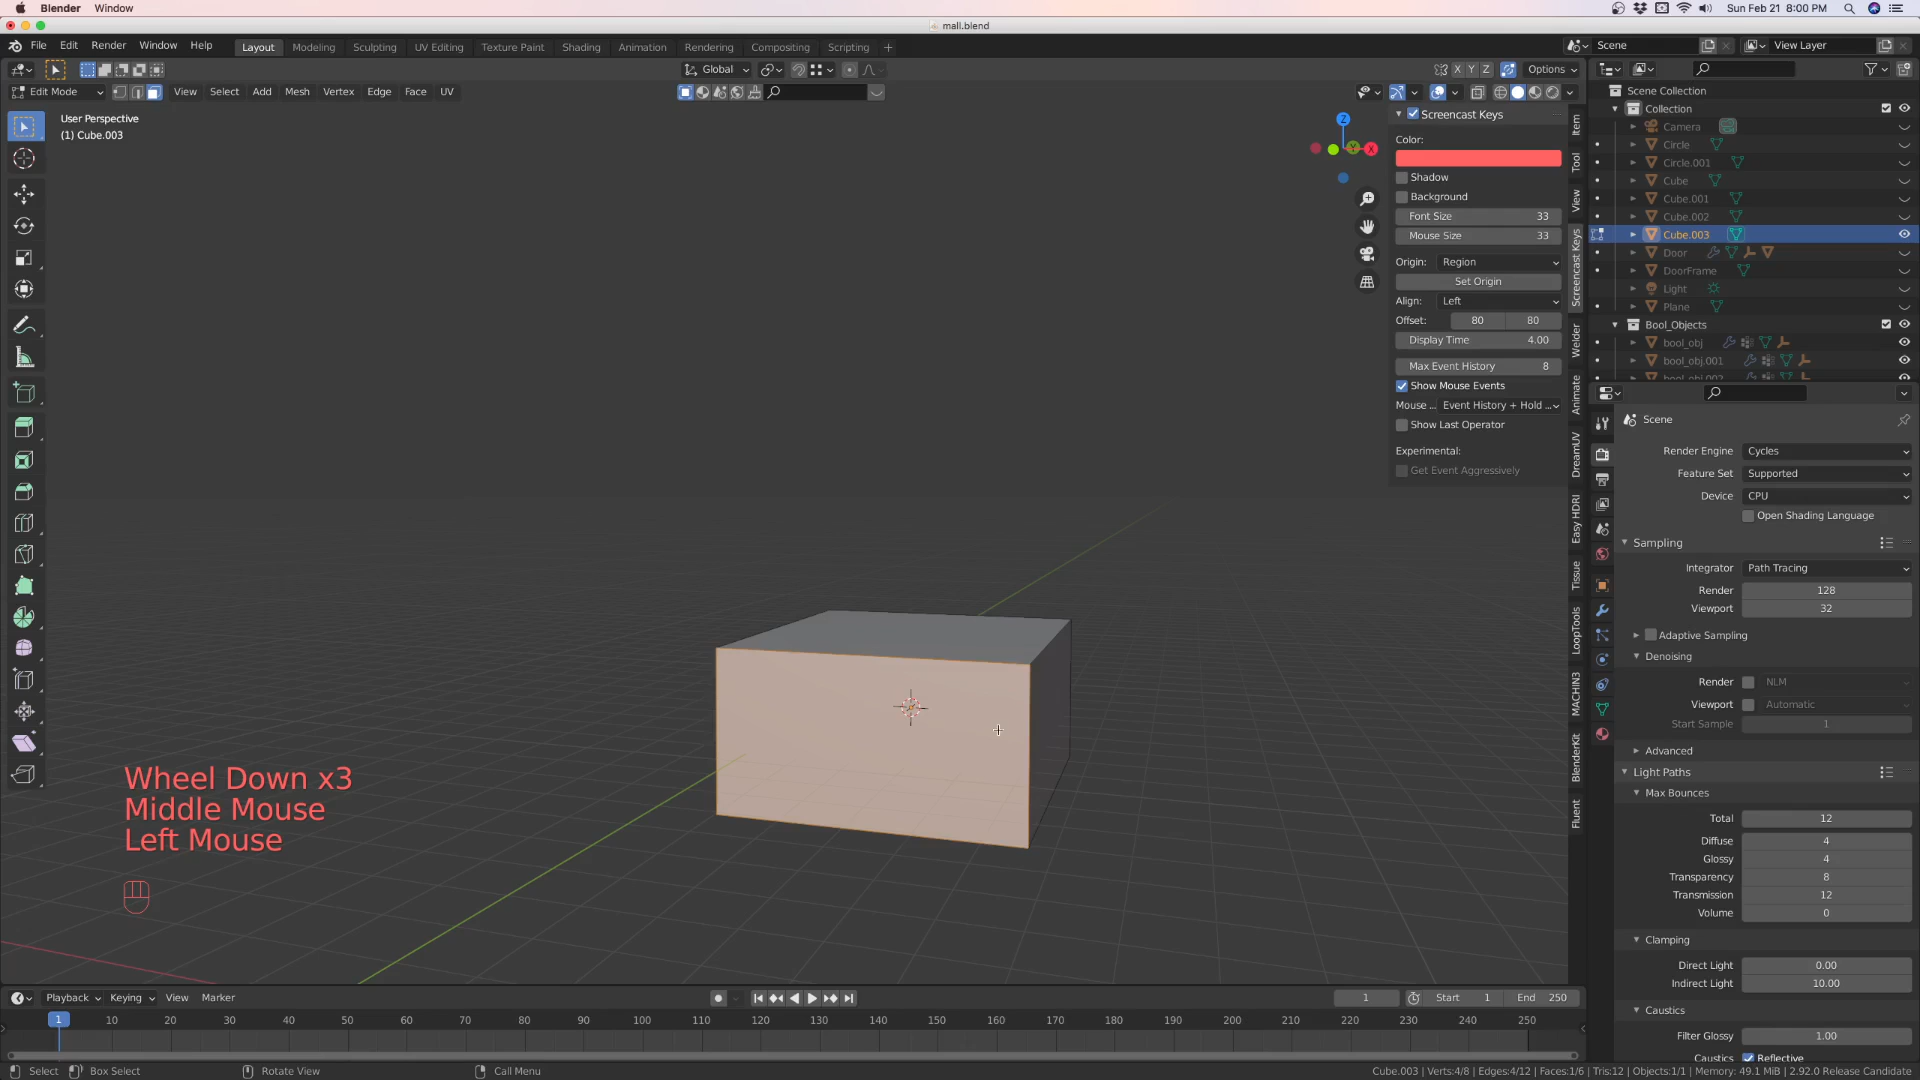 Blender Window
Sun Feb 21 8:00 PM
mall.blend
File Edit Render Window Help
Layout Modeling Sculpting UV Editing Texture Paint Shading Animation Rendering Compositing Scripting +
Scene
View Layer
Global
X Y Z
Options
Edit Mode
View Select Add Mesh Vertex Edge Face UV
User Perspective
(1) Cube.003
Z
Y
X
Screencast Keys
Color:
Shadow
Background
Font Size 33
Mouse Size 33
Origin: Region
Set Origin
Align: Left
Offset: 80 80
Display Time 4.00
Max Event History 8
Show Mouse Events
Mouse ... Event History + Hold ...
Show Last Operator
Experimental:
Get Event Aggressively
Item
Tool
View
Screencast Keys
Welder
Animate
DreamUV
Easy HDRI
Tissue
LoopTools
MACHIN3
BlenderKit
Fluent
Scene Collection
Collection
Camera
Circle
Circle.001
Cube
Cube.001
Cube.002
Cube.003
Door
DoorFrame
Light
Plane
Bool_Objects
bool_obj
bool_obj.001
bool_obj.002
Scene
Render Engine Cycles
Feature Set Supported
Device CPU
Open Shading Language
Sampling
Integrator Path Tracing
Render 128
Viewport 32
Adaptive Sampling
Denoising
Render NLM
Viewport Automatic
Start Sample 1
Advanced
Light Paths
Max Bounces
Total 12
Diffuse 4
Glossy 4
Transparency 8
Transmission 12
Volume 0
Clamping
Direct Light 0.00
Indirect Light 10.00
Caustics
Filter Glossy 1.00
Caustics Reflective
Wheel Down x3
Middle Mouse
Left Mouse
Playback Keying View Marker
1 Start 1 End 250
1 10 20 30 40 50 60 70 80 90 100 110 120 130 140 150 160 170 180 190 200 210 220 230 240 250
Select Box Select Rotate View Call Menu
Cube.003 | Verts:4/8 | Edges:4/12 | Faces:1/6 | Tris:12 | Objects:1/1 | Memory: 49.1 MiB | 2.92.0 Release Candidate